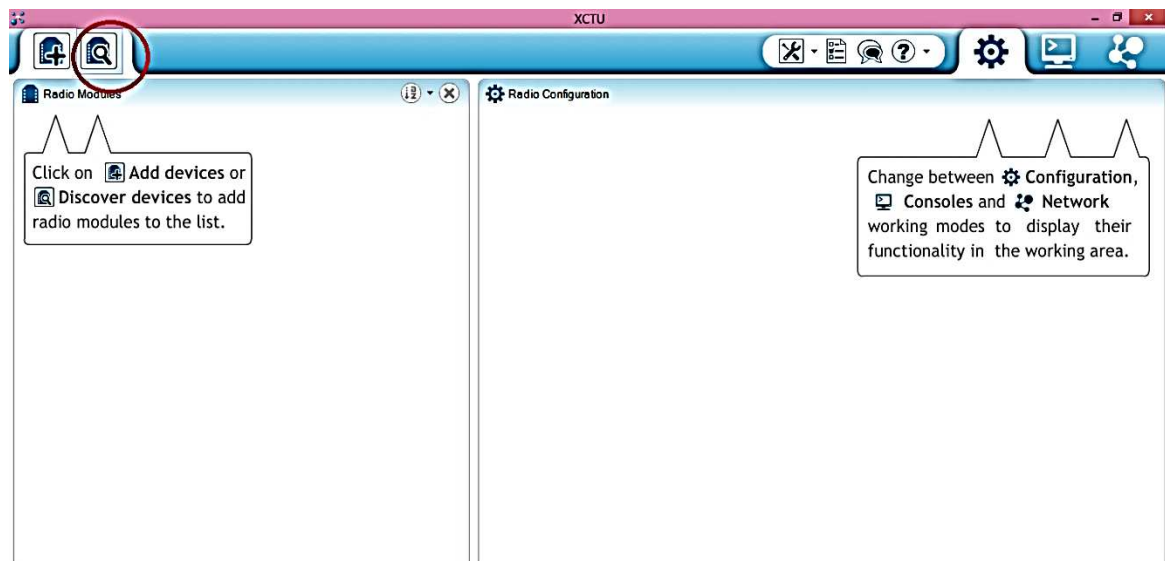 XCTU
Radio Modules
Radio Configuration
Click on Add devices or
Discover devices to add
radio modules to the list.
Change between Configuration,
Consoles and Network
working modes to display their
functionality in the working area.